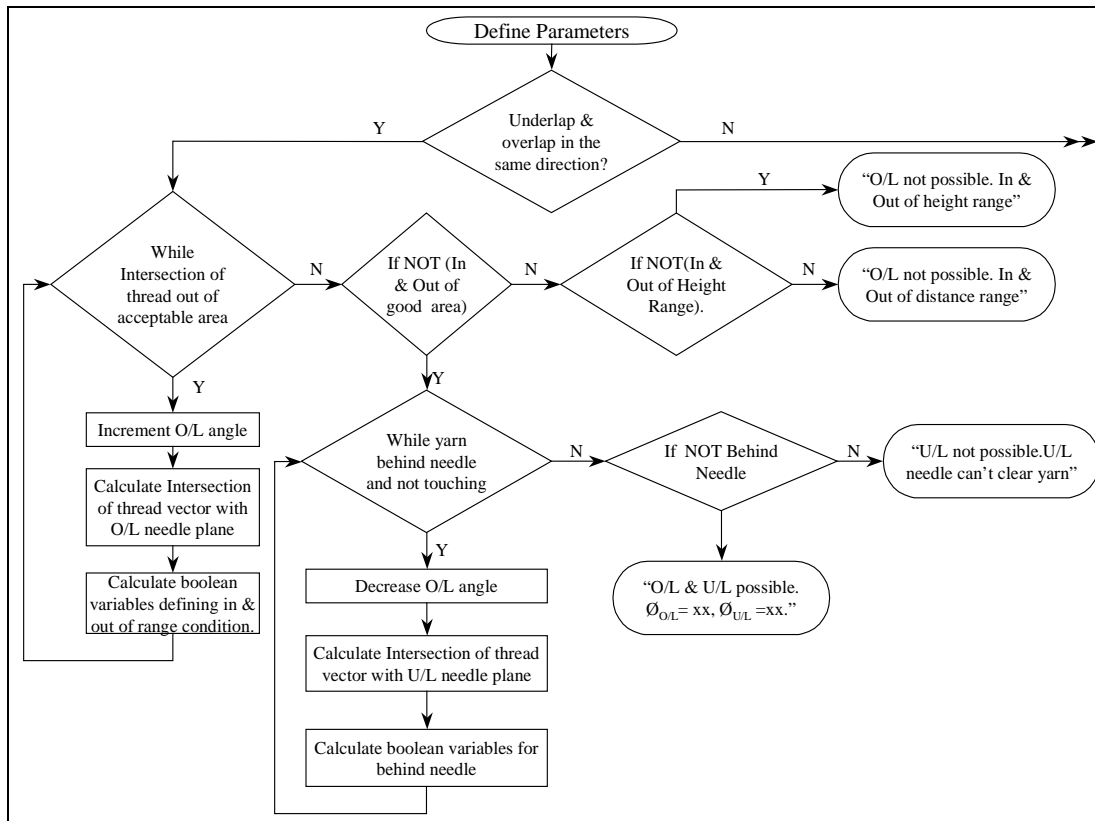 Define Parameters
Underlap &
overlap in the
same direction?
Y
N
While
Intersection of
thread out of
acceptable area
N
If NOT (In
& Out of
good area)
N
If NOT(In &
Out of Height
Range).
Y
“O/L not possible. In &
Out of height range”
N
“O/L not possible. In &
Out of distance range”
Y
Increment O/L angle
Calculate Intersection
of thread vector with
O/L needle plane
Calculate boolean
variables defining in &
out of range condition.
Y
While yarn
behind needle
and not touching
N
If NOT Behind
Needle
N
“U/L not possible.U/L
needle can’t clear yarn”
Y
Decrease O/L angle
Calculate Intersection of thread
vector with U/L needle plane
Calculate boolean variables for
behind needle
“O/L & U/L possible.
Ø_O/L= xx, Ø_U/L =xx.”